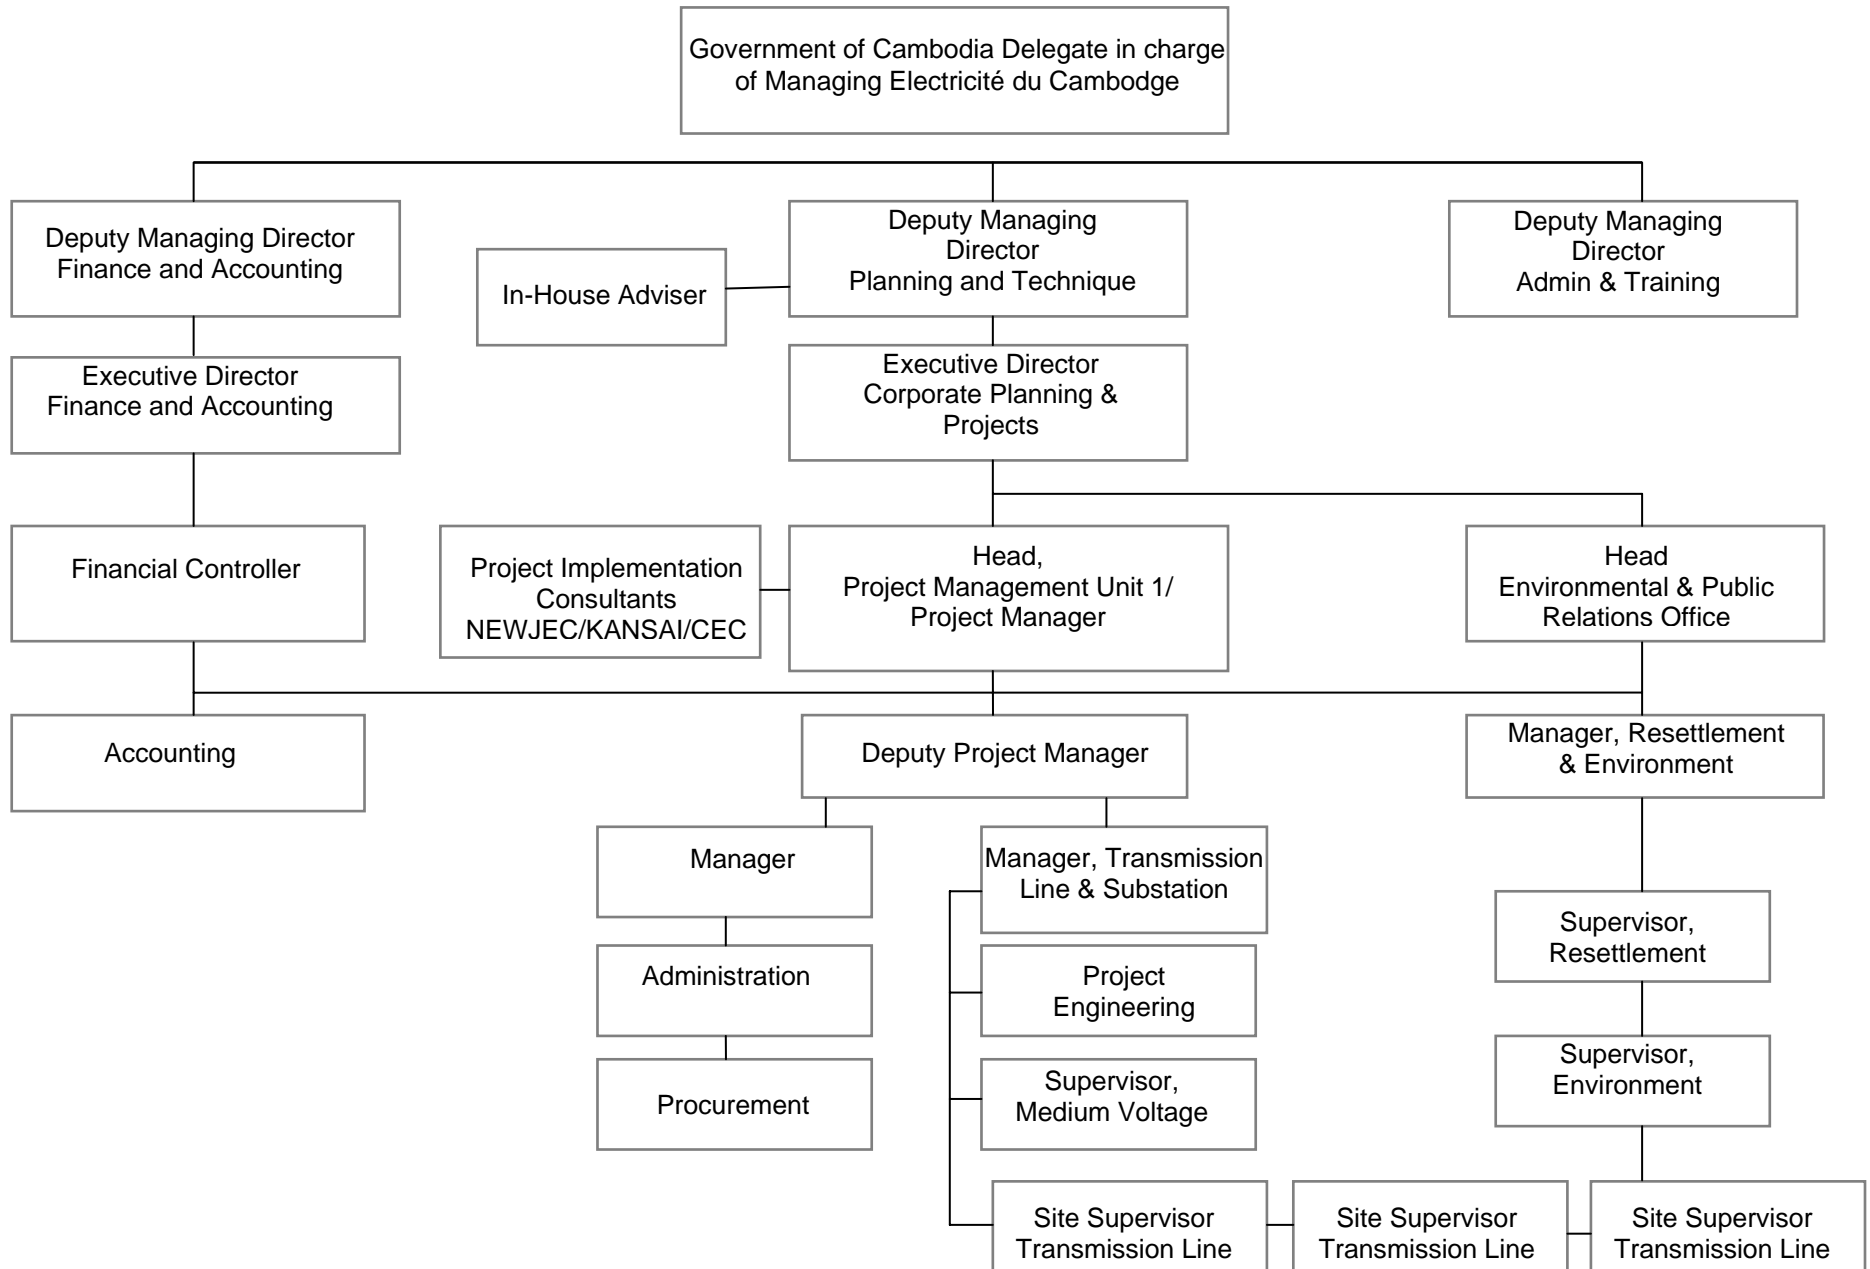 Government of Cambodia Delegate in charge
of Managing Electricité du Cambodge
Deputy Managing Director
Finance and Accounting
In-House Adviser
Deputy Managing
Director
Planning and Technique
Deputy Managing
Director
Admin & Training
Executive Director
Finance and Accounting
Executive Director
Corporate Planning &
Projects
Financial Controller
Project Implementation
Consultants
NEWJEC/KANSAI/CEC
Head,
Project Management Unit 1/
Project Manager
Head
Environmental & Public
Relations Office
Accounting
Deputy Project Manager
Manager, Resettlement
& Environment
Manager
Manager, Transmission
Line & Substation
Supervisor,
Resettlement
Administration
Project
Engineering
Supervisor,
Environment
Procurement
Supervisor,
Medium Voltage
Site Supervisor
Transmission Line
Site Supervisor
Transmission Line
Site Supervisor
Transmission Line